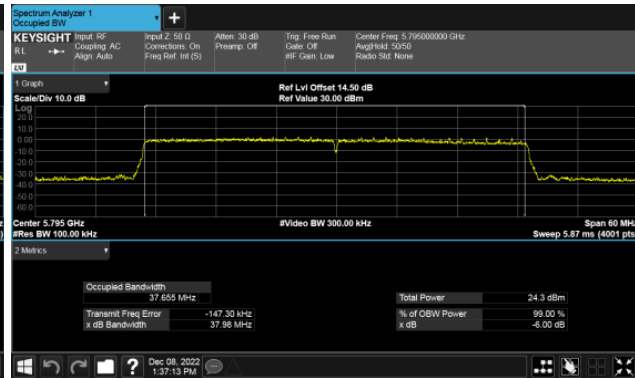 Spectrum Analyzer 1
Occupied BW
KEYSIGHT
Input: RF
Coupling: AC
Align: Auto
Input Z: 50 Ω
Corrections: On
Freq Ref: Int (S)
Atten: 30 dB
Preamp: Off
Trig: Free Run
Gate: Off
#IF Gain: Low
Center Freq: 5.795000000 GHz
Avg|Hold: 50/50
Radio Std: None
R L
LXI
1 Graph
Scale/Div 10.0 dB
Ref Lvl Offset 14.50 dB
Ref Value 30.00 dBm
Log
20.0
10.0
0.00
-10.0
-20.0
-30.0
-40.0
-50.0
-60.0
Center 5.795 GHz
#Res BW 100.00 kHz
#Video BW 300.00 kHz
Span 60 MHz
Sweep 5.87 ms (4001 pts)
2 Metrics
Occupied Bandwidth
37.655 MHz
Transmit Freq Error -147.30 kHz
x dB Bandwidth 37.98 MHz
Total Power 24.3 dBm
% of OBW Power 99.00 %
x dB -6.00 dB
? Dec 08, 2022
1:37:13 PM